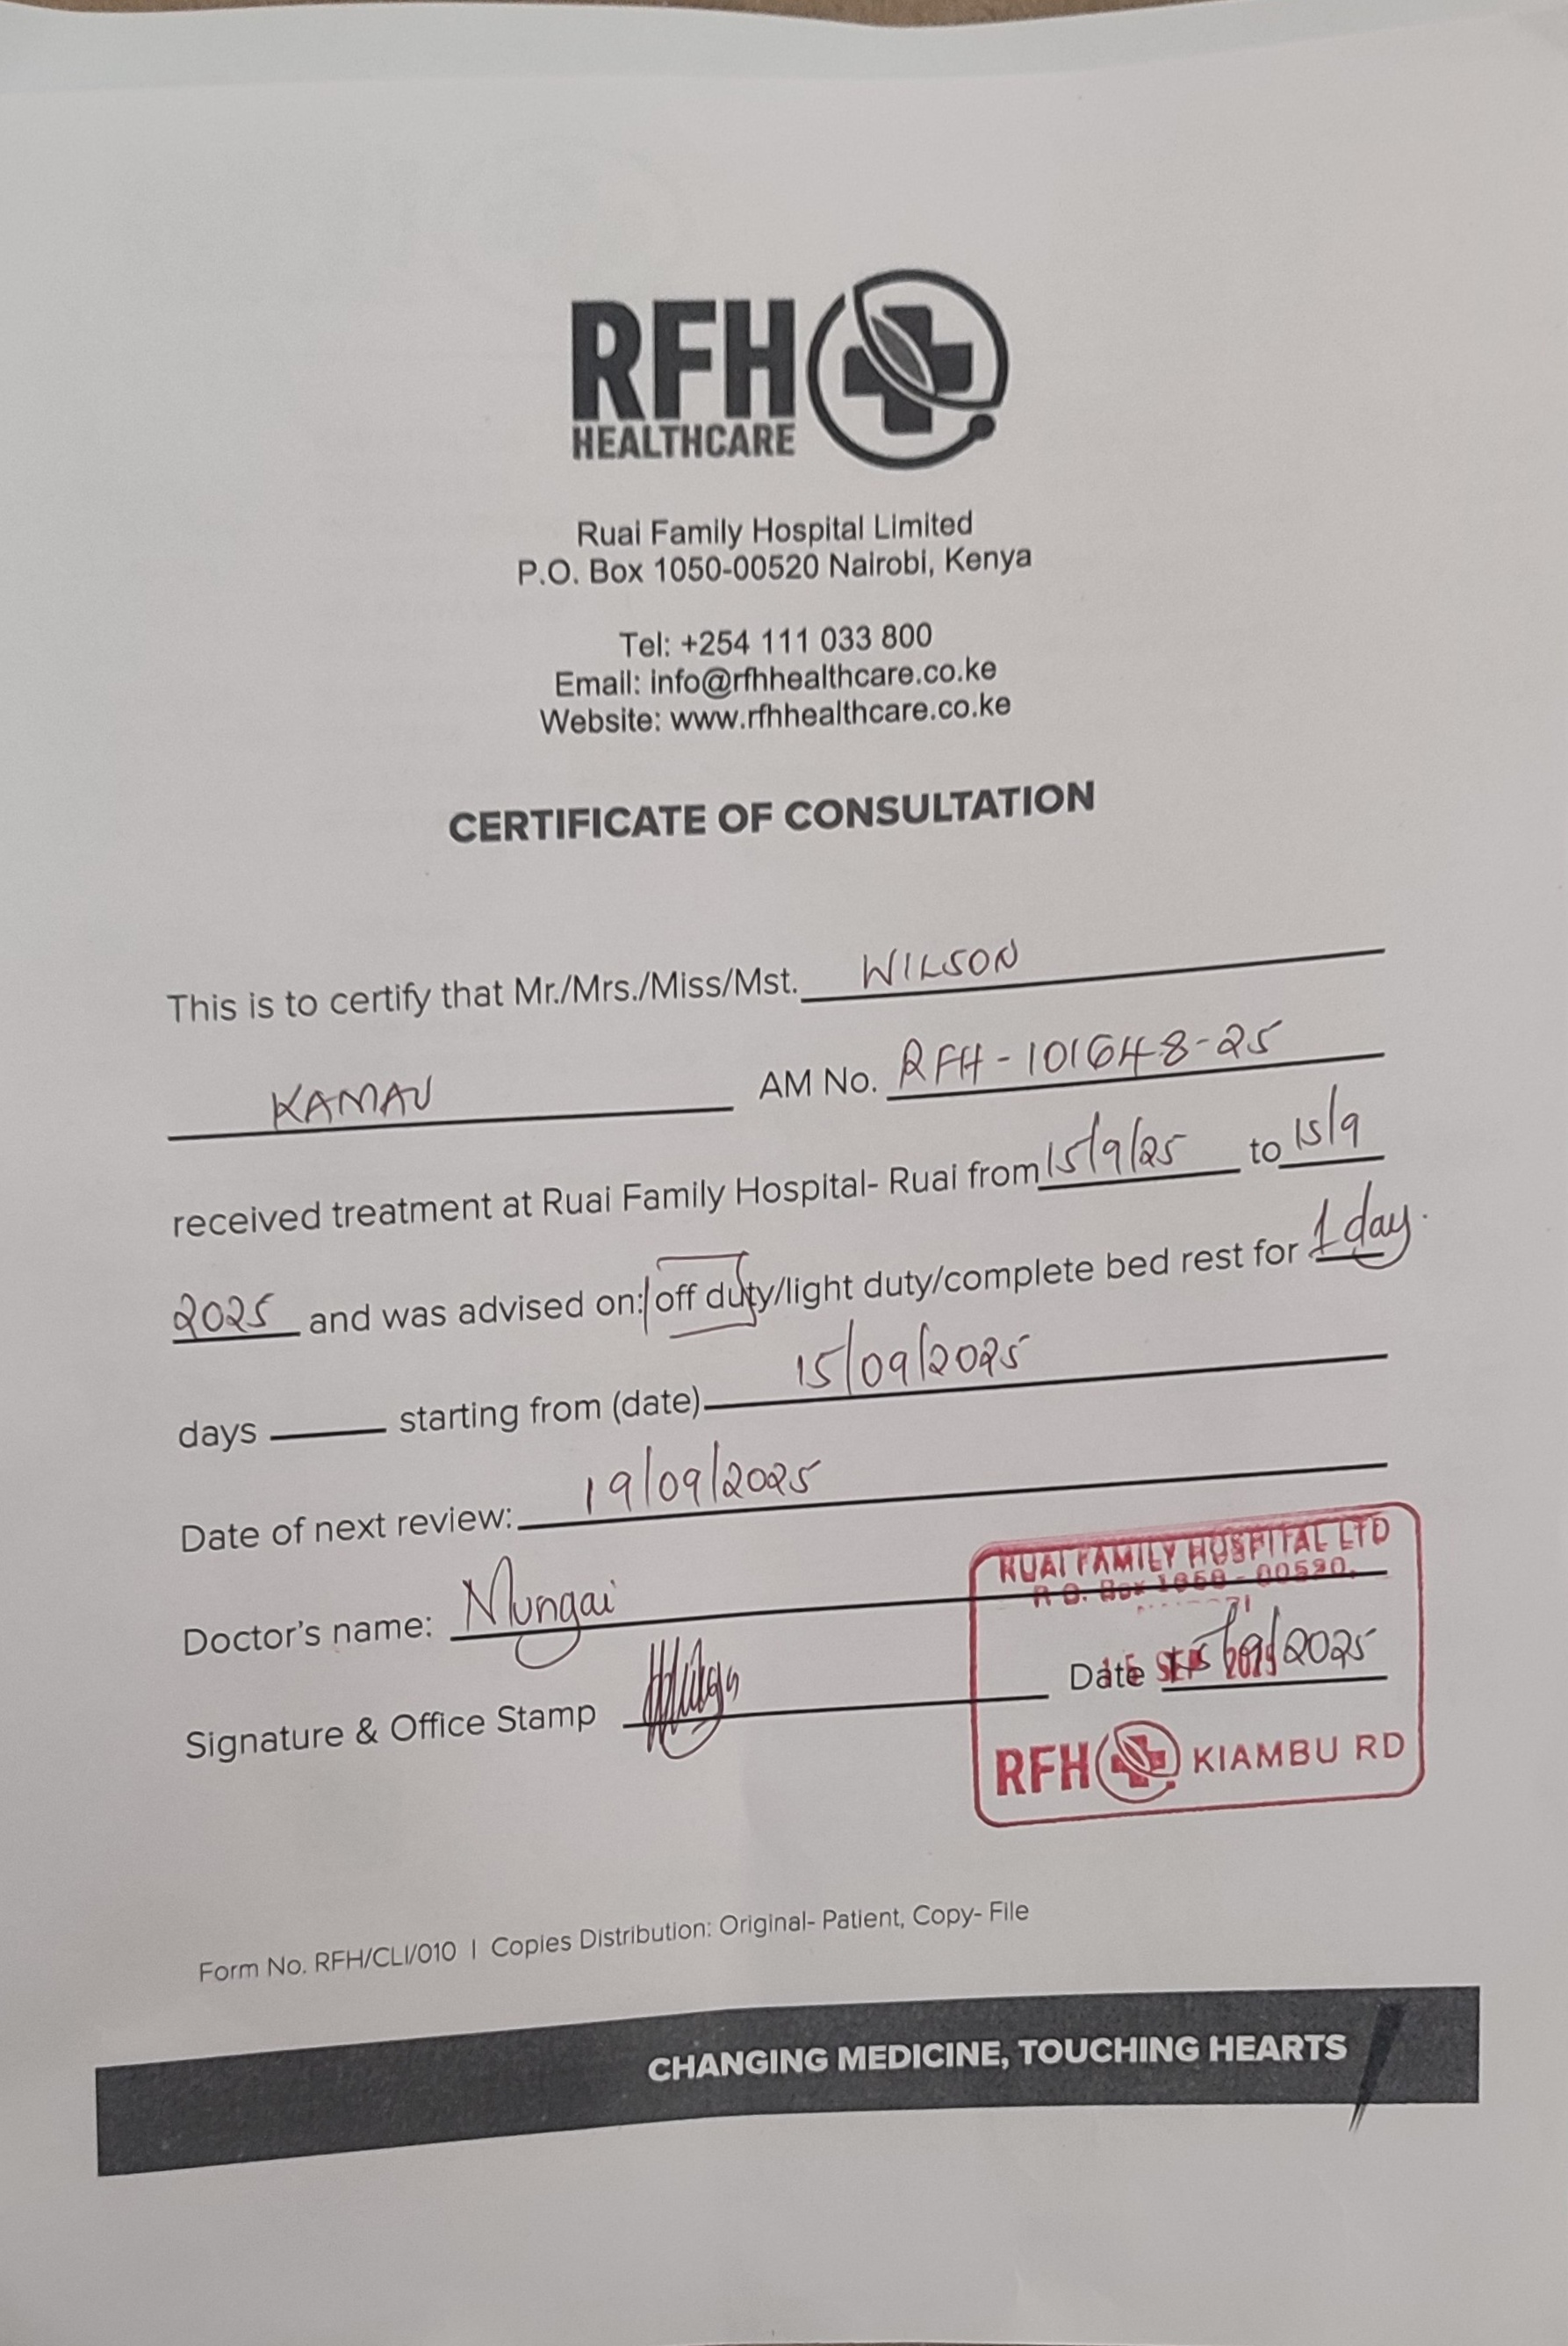 RFH
HEALTHCARE
Ruai Family Hospital Limited
P.O. Box 1050-00520 Nairobi, Kenya
Tel: +254 111 033 800
Email: info@rfhhealthcare.co.ke
Website: www.rfhhealthcare.co.ke
CERTIFICATE OF CONSULTATION
This is to certify that Mr./Mrs./Miss/Mst. WILSON
KAMAU AM No. RFH-101648-25
received treatment at Ruai Family Hospital- Ruai from 15/9/25 to 15/9
2025 and was advised on: off duty/light duty/complete bed rest for 1 day.
days starting from (date) 15/09/2025
Date of next review: 19/09/2025
RUAI FAMILY HOSPITAL LTD
P.O. Box 1050 - 00520,
Doctor's name: Mungai
Signature & Office Stamp Date 15/9/2025
RFH KIAMBU RD
Form No. RFH/CLI/010 | Copies Distribution: Original- Patient, Copy- File
CHANGING MEDICINE, TOUCHING HEARTS